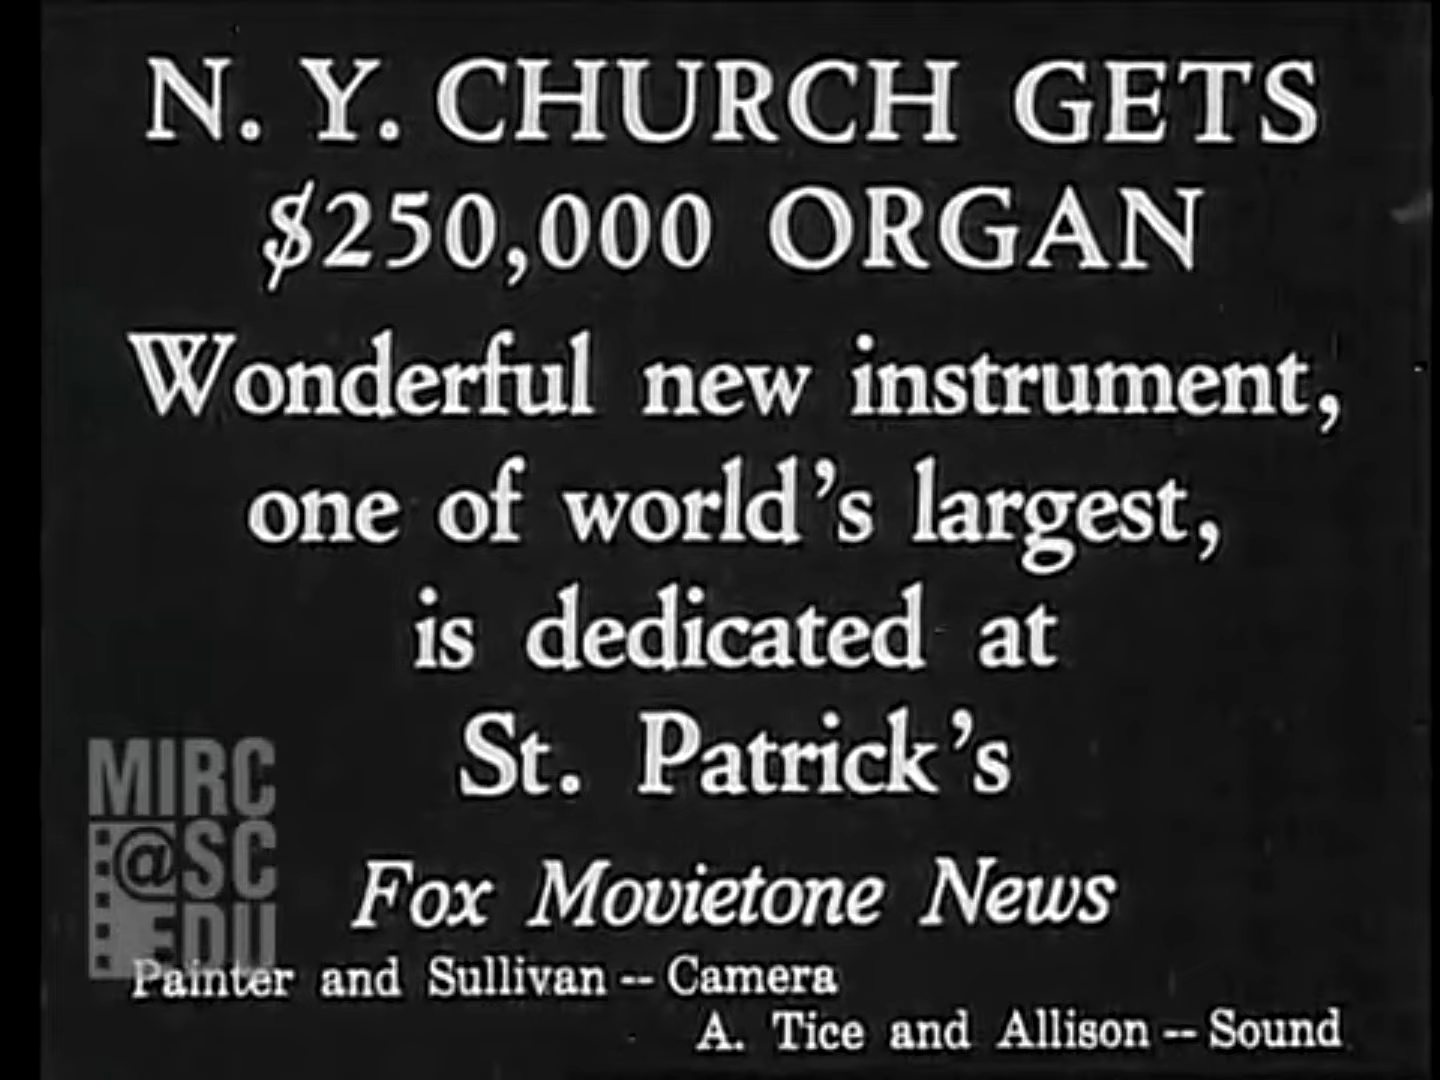 N. Y. CHURCH GETS
$250,000 ORGAN
Wonderful new instrument,
one of world's largest,
is dedicated at
St. Patrick's
Fox Movietone News
Painter and Sullivan -- Camera
A. Tice and Allison -- Sound
MIRC
@SC
EDU